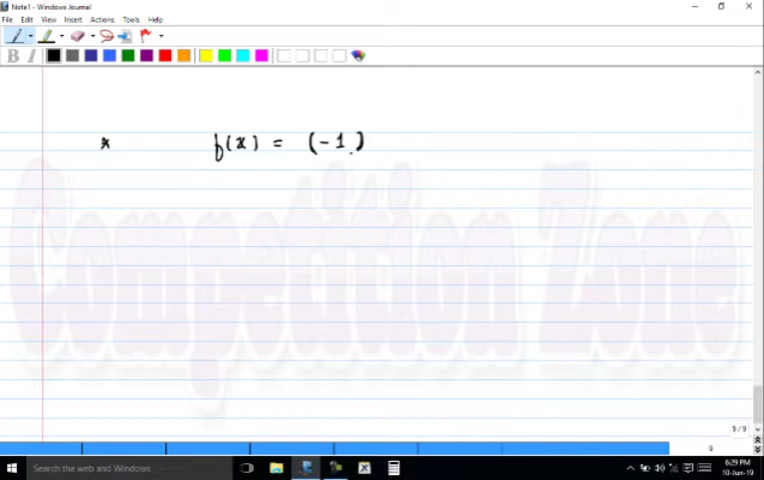 Note1 - Windows Journal
File Edit View Insert Actions Tools Help
B I
* f(x) = (-1.)
Competition Zone
9 / 9
9
Search the web and Windows
6:29 PM
10-Jun-19